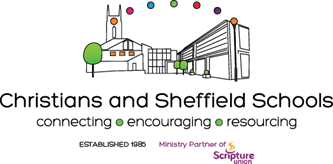 Christians and Sheffield Schools
connecting encouraging resourcing
ESTABLISHED 1985 Ministry Partner of Scripture union